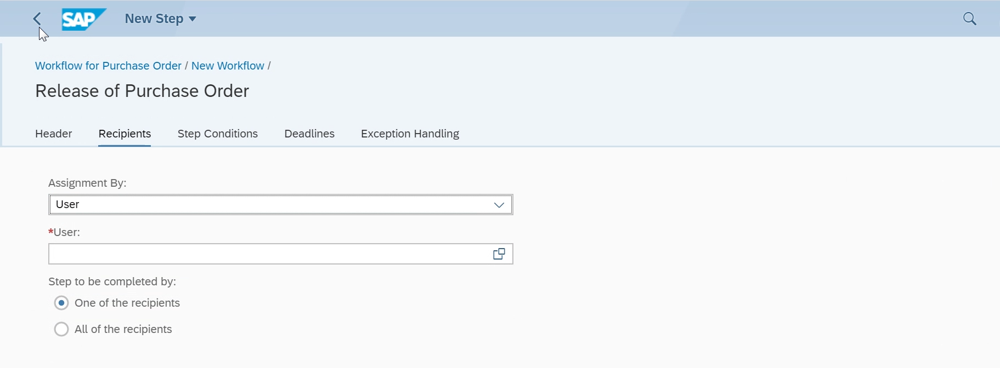 SAP New Step
Workflow for Purchase Order / New Workflow /
Release of Purchase Order
Header Recipients Step Conditions Deadlines Exception Handling
Assignment By:
User
*User:
Step to be completed by:
One of the recipients
All of the recipients